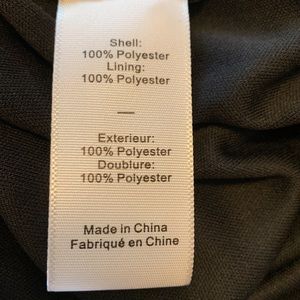 Shell:
100% Polyester
Lining:
100% Polyester
—
Exterieur:
100% Polyester
Doublure:
100% Polyester
Made in China
Fabriqué en Chine